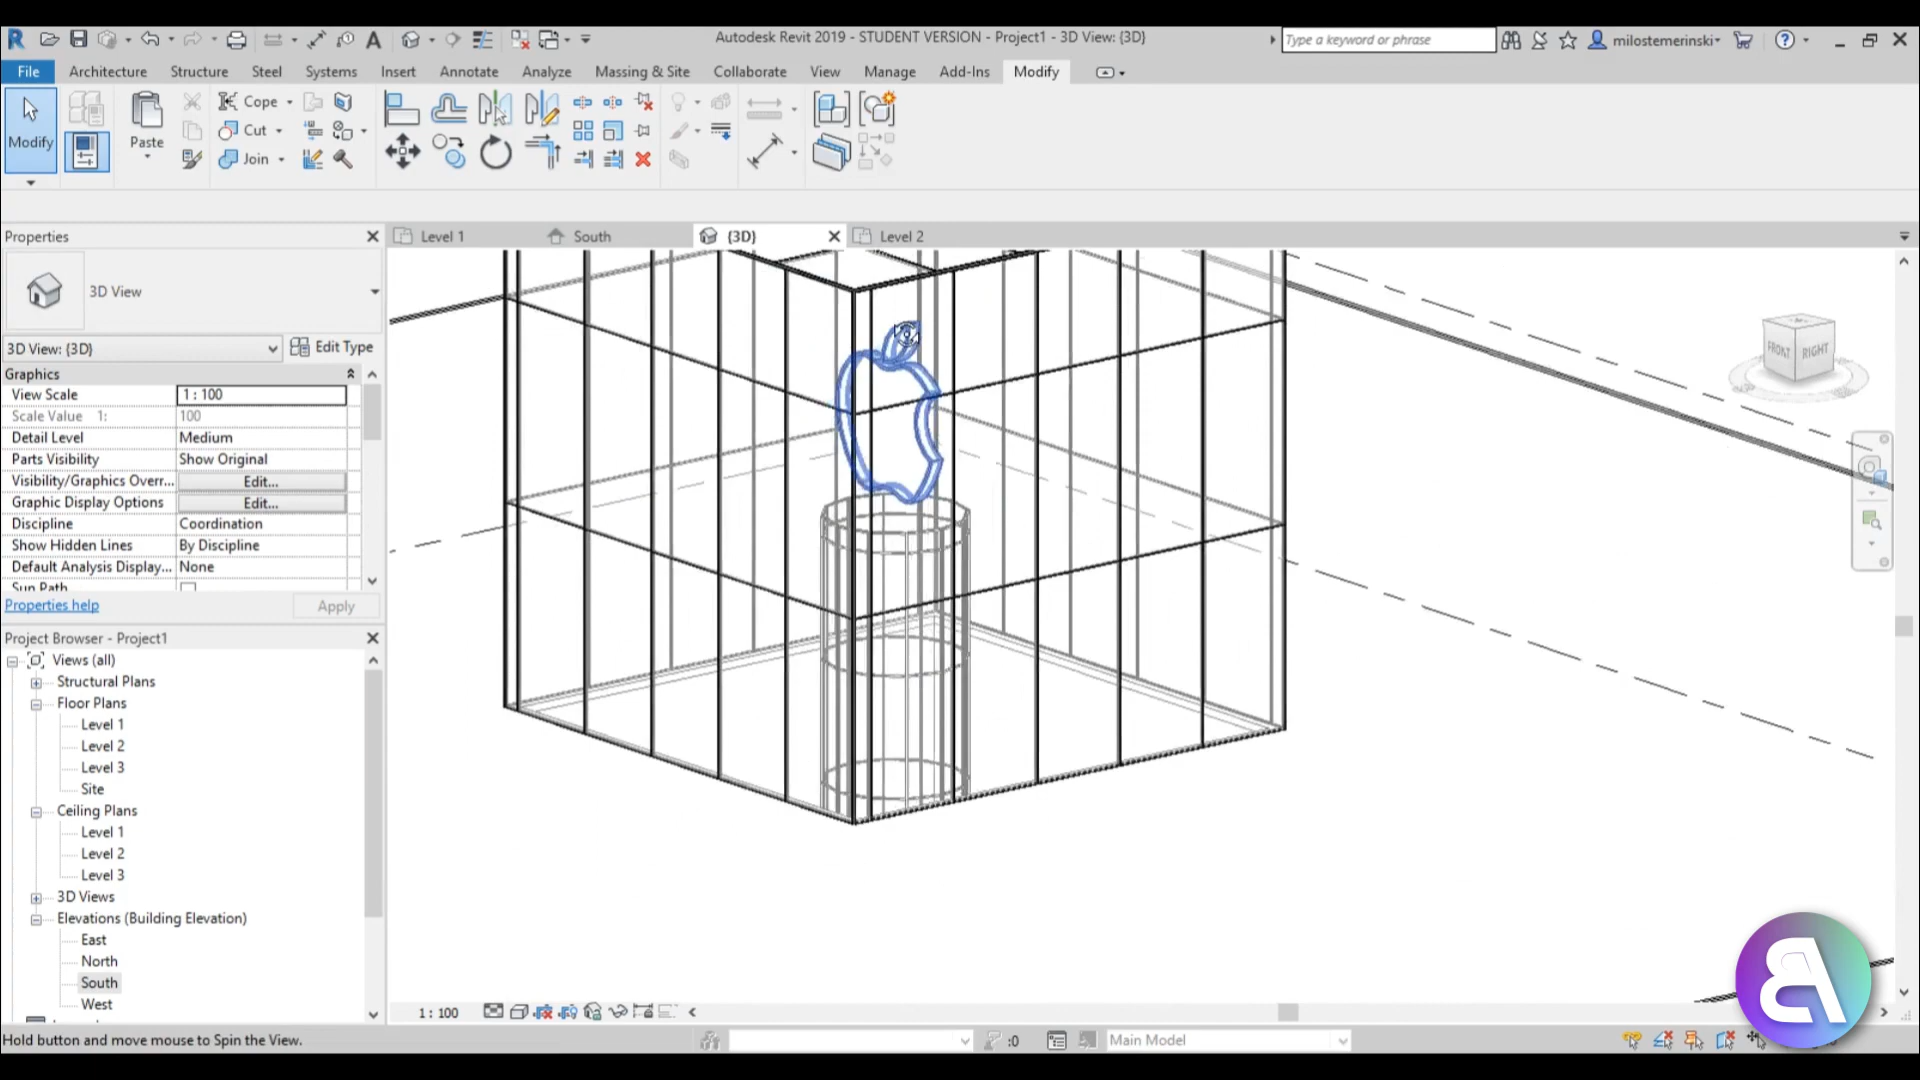 Autodesk Revit 2019 - STUDENT VERSION - Project1 - 3D View: {3D}
Type a keyword or phrase
milostemerinski
File Architecture Structure Steel Systems Insert Annotate Analyze Massing & Site Collaborate View Manage Add-Ins Modify
Modify
Paste
Cope
Cut
Join
Properties
Level 1
South
{3D}
Level 2
3D View
3D View: {3D}
Edit Type
Graphics
View Scale 1 : 100
Scale Value 1: 100
Detail Level Medium
Parts Visibility Show Original
Visibility/Graphics Overr... Edit...
Graphic Display Options Edit...
Discipline Coordination
Show Hidden Lines By Discipline
Default Analysis Display... None
Sun Path
Properties help
Apply
FRONT
RIGHT
Project Browser - Project1
Views (all)
Structural Plans
Floor Plans
Level 1
Level 2
Level 3
Site
Ceiling Plans
Level 1
Level 2
Level 3
3D Views
Elevations (Building Elevation)
East
North
South
West
1 : 100
Hold button and move mouse to Spin the View.
:0
Main Model